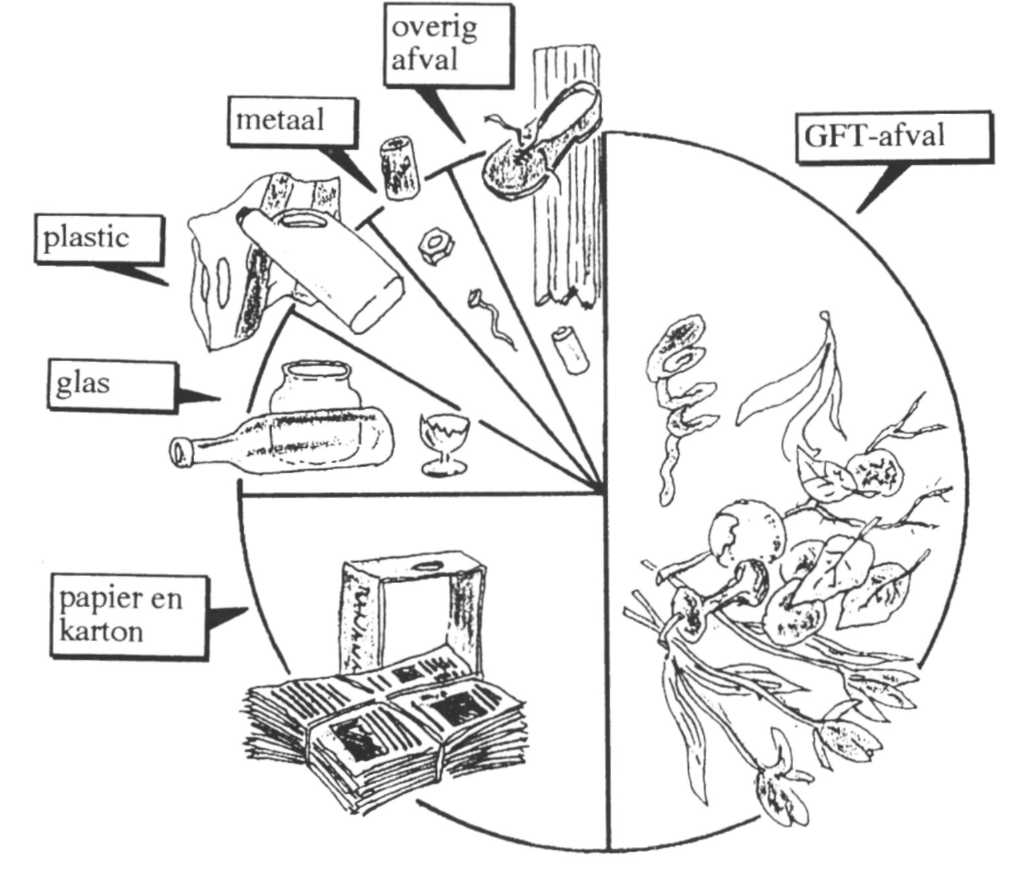 overig
afval
metaal
GFT-afval
plastic
glas
papier en
karton